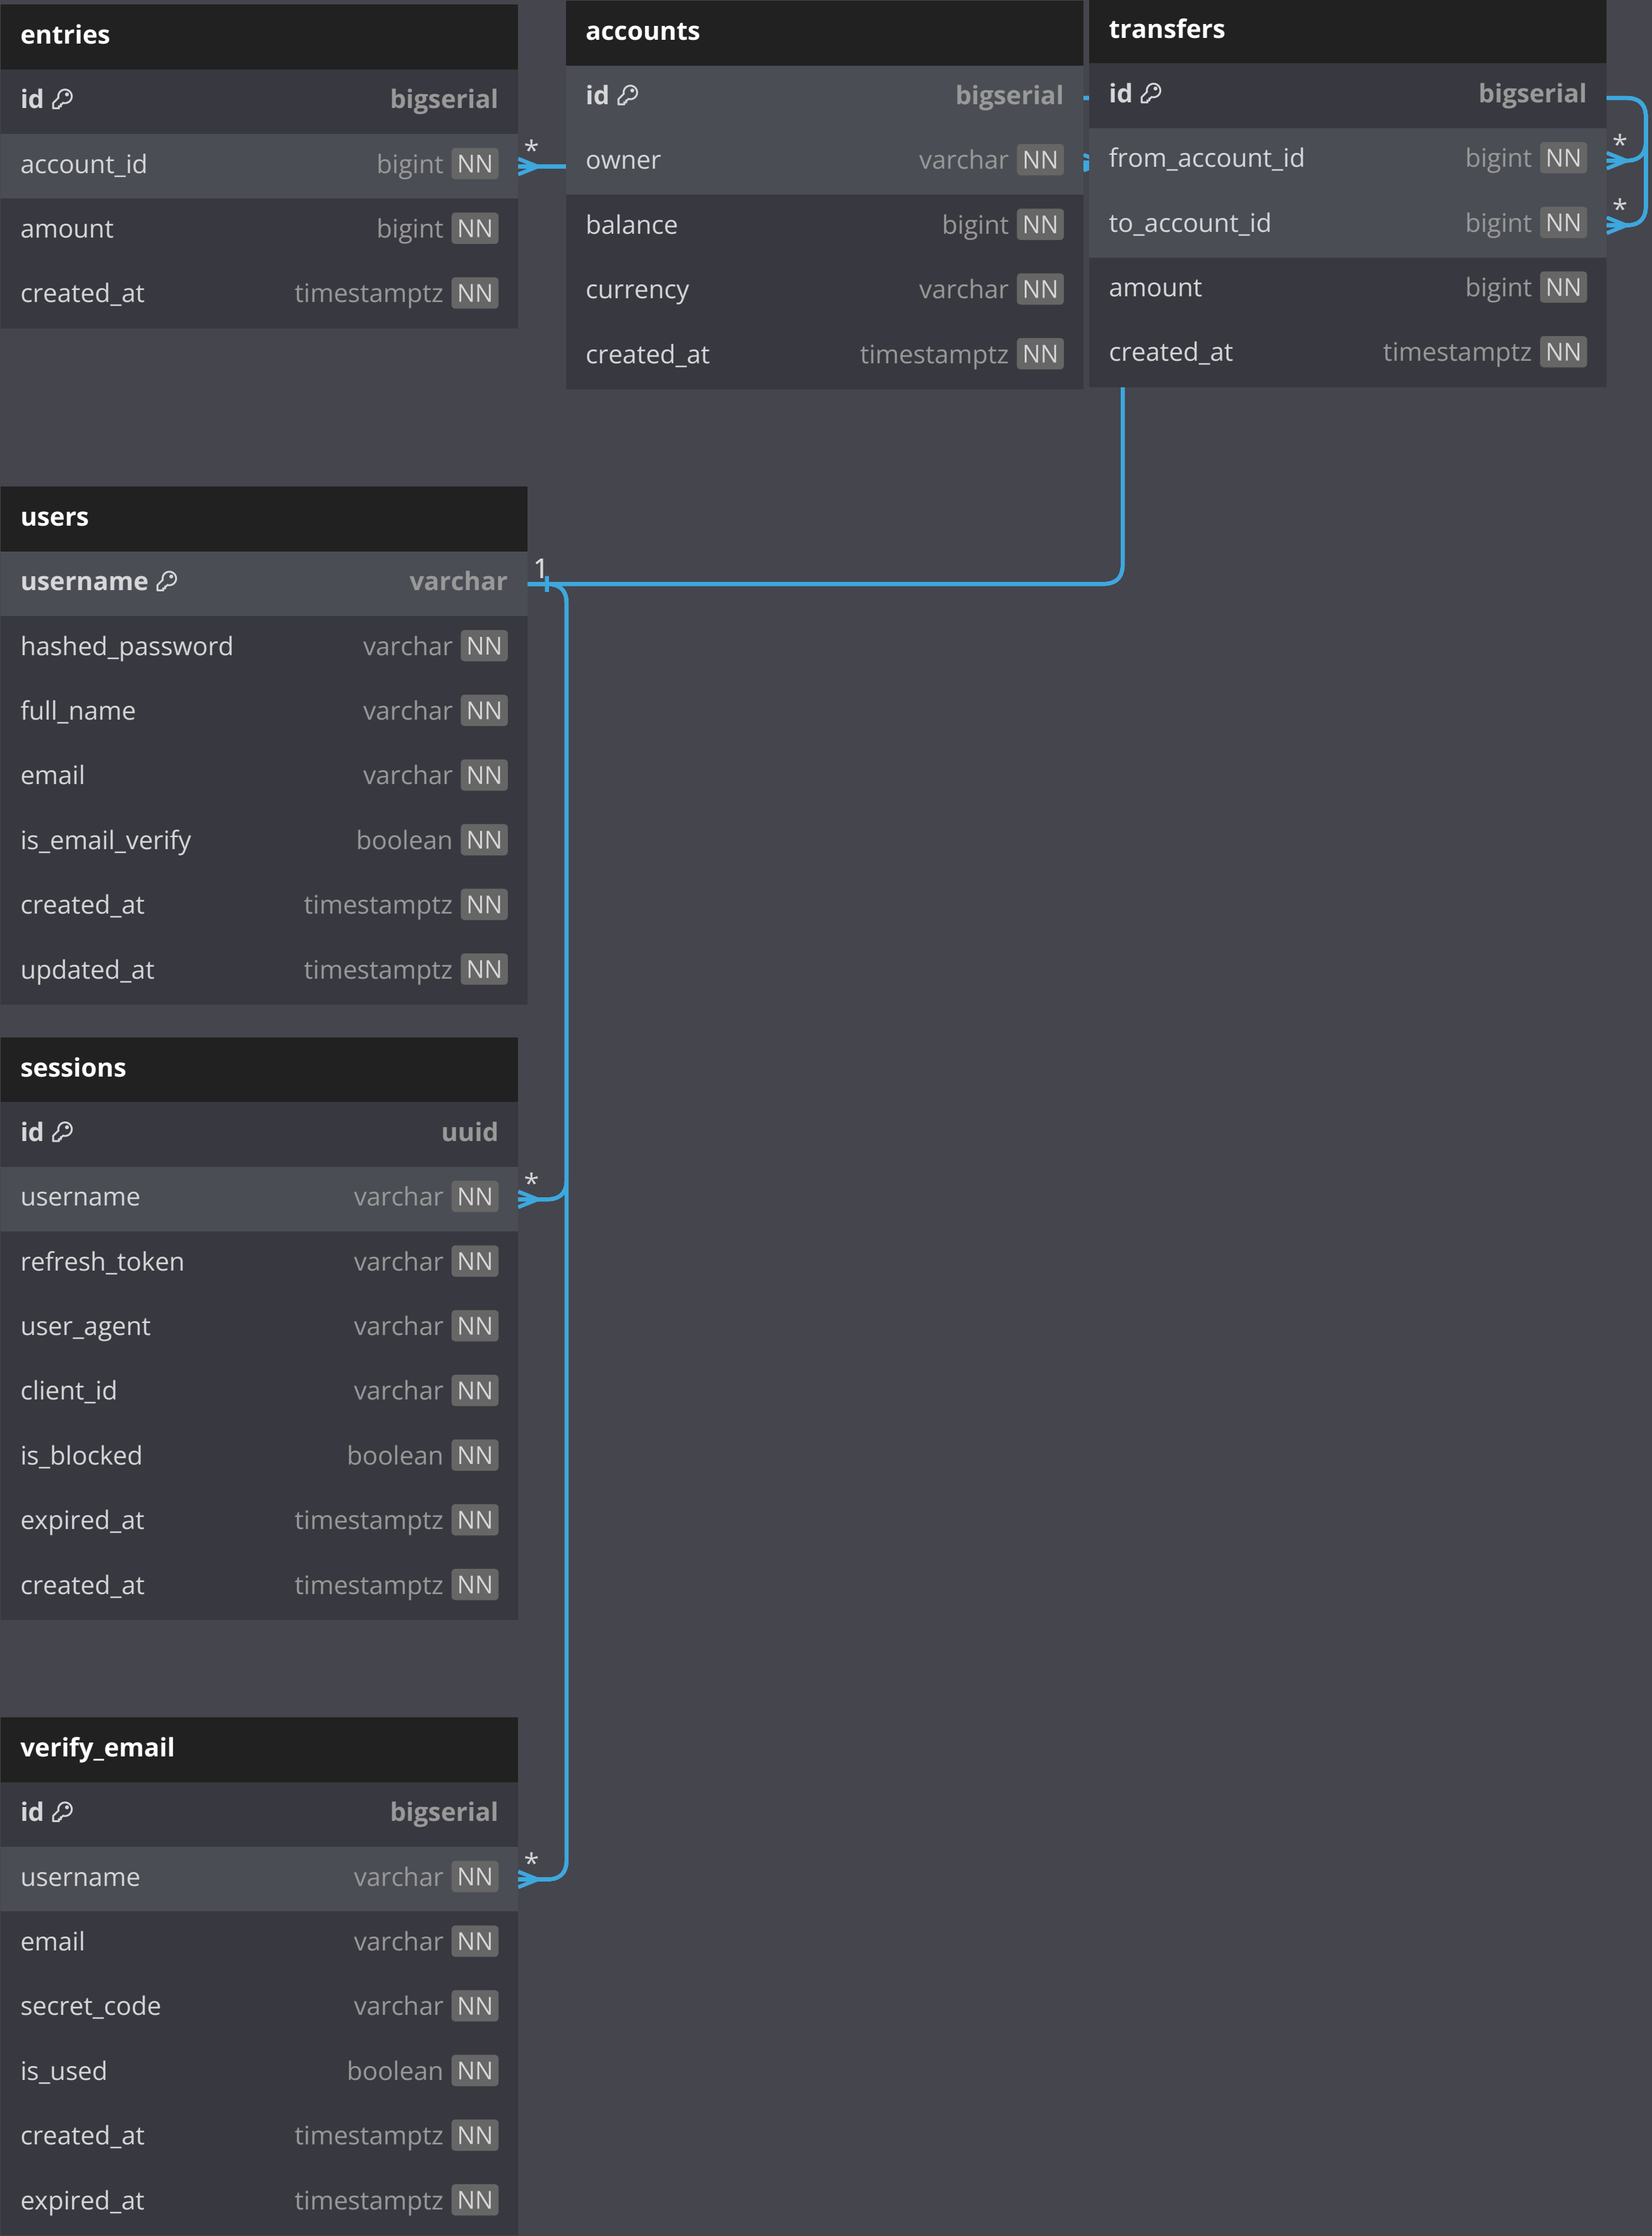 entries
id bigserial
account_id bigint NN *
amount bigint NN
created_at timestamptz NN
accounts
id bigserial
owner varchar NN
balance bigint NN
currency varchar NN
created_at timestamptz NN
transfers
id bigserial
from_account_id bigint NN *
to_account_id bigint NN *
amount bigint NN
created_at timestamptz NN
users
username varchar 1
hashed_password varchar NN
full_name varchar NN
email varchar NN
is_email_verify boolean NN
created_at timestamptz NN
updated_at timestamptz NN
sessions
id uuid
username varchar NN *
refresh_token varchar NN
user_agent varchar NN
client_id varchar NN
is_blocked boolean NN
expired_at timestamptz NN
created_at timestamptz NN
verify_email
id bigserial
username varchar NN *
email varchar NN
secret_code varchar NN
is_used boolean NN
created_at timestamptz NN
expired_at timestamptz NN